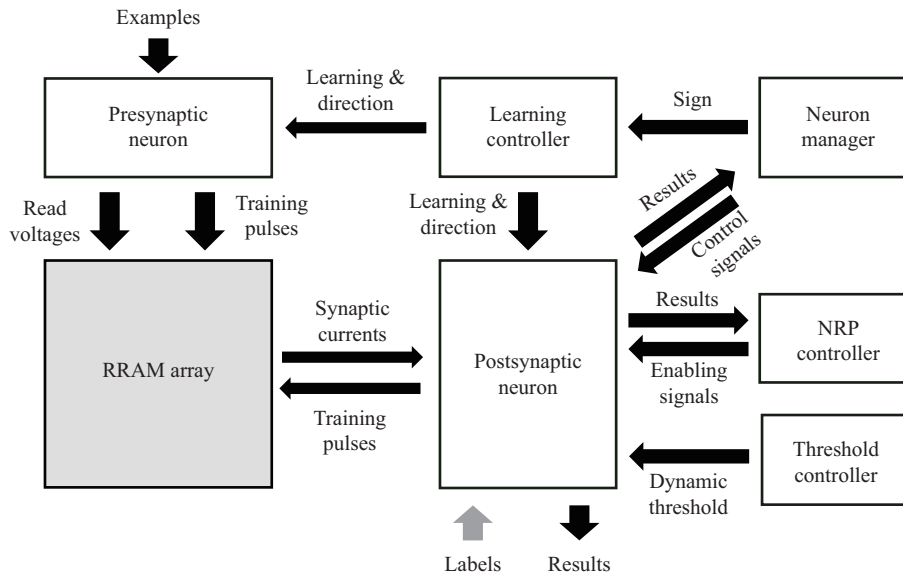 Examples
Presynaptic
neuron
Learning &
direction
Learning
controller
Sign
Neuron
manager
Read
voltages
Training
pulses
Learning &
direction
Results
Control
signals
RRAM array
Synaptic
currents
Training
pulses
Postsynaptic
neuron
Results
Enabling
signals
NRP
controller
Dynamic
threshold
Threshold
controller
Labels
Results